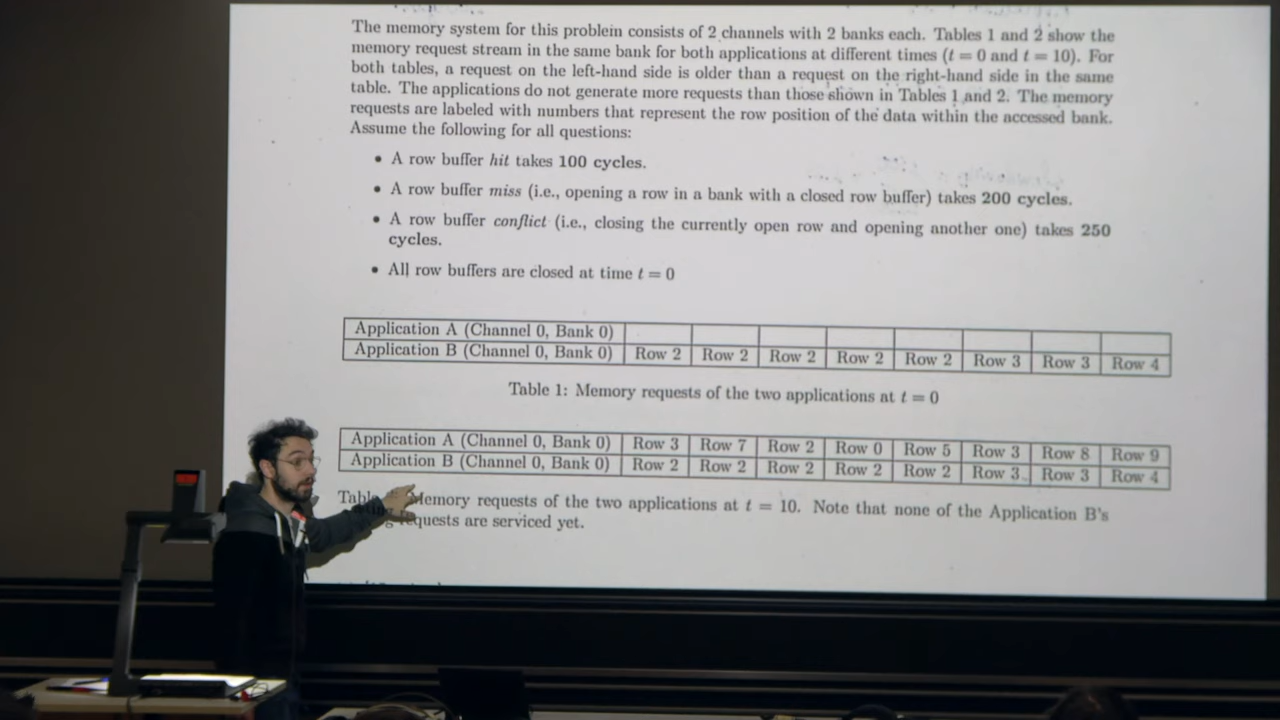 The memory system for this problem consists of 2 channels with 2 banks each. Tables 1 and 2 show the
memory request stream in the same bank for both applications at different times (t = 0 and t = 10). For
both tables, a request on the left-hand side is older than a request on the right-hand side in the same
table. The applications do not generate more requests than those shown in Tables 1 and 2. The memory
requests are labeled with numbers that represent the row position of the data within the accessed bank.
Assume the following for all questions:
• A row buffer hit takes 100 cycles.
• A row buffer miss (i.e., opening a row in a bank with a closed row buffer) takes 200 cycles.
• A row buffer conflict (i.e., closing the currently open row and opening another one) takes 250
cycles.
• All row buffers are closed at time t = 0
Application A (Channel 0, Bank 0)
Application B (Channel 0, Bank 0) Row 2 Row 2 Row 2 Row 2 Row 2 Row 3 Row 3 Row 4
Table 1: Memory requests of the two applications at t = 0
Application A (Channel 0, Bank 0) Row 3 Row 7 Row 2 Row 0 Row 5 Row 3 Row 8 Row 9
Application B (Channel 0, Bank 0) Row 2 Row 2 Row 2 Row 2 Row 2 Row 3 Row 3 Row 4
Memory requests of the two applications at t = 10. Note that none of the Application B's
requests are serviced yet.